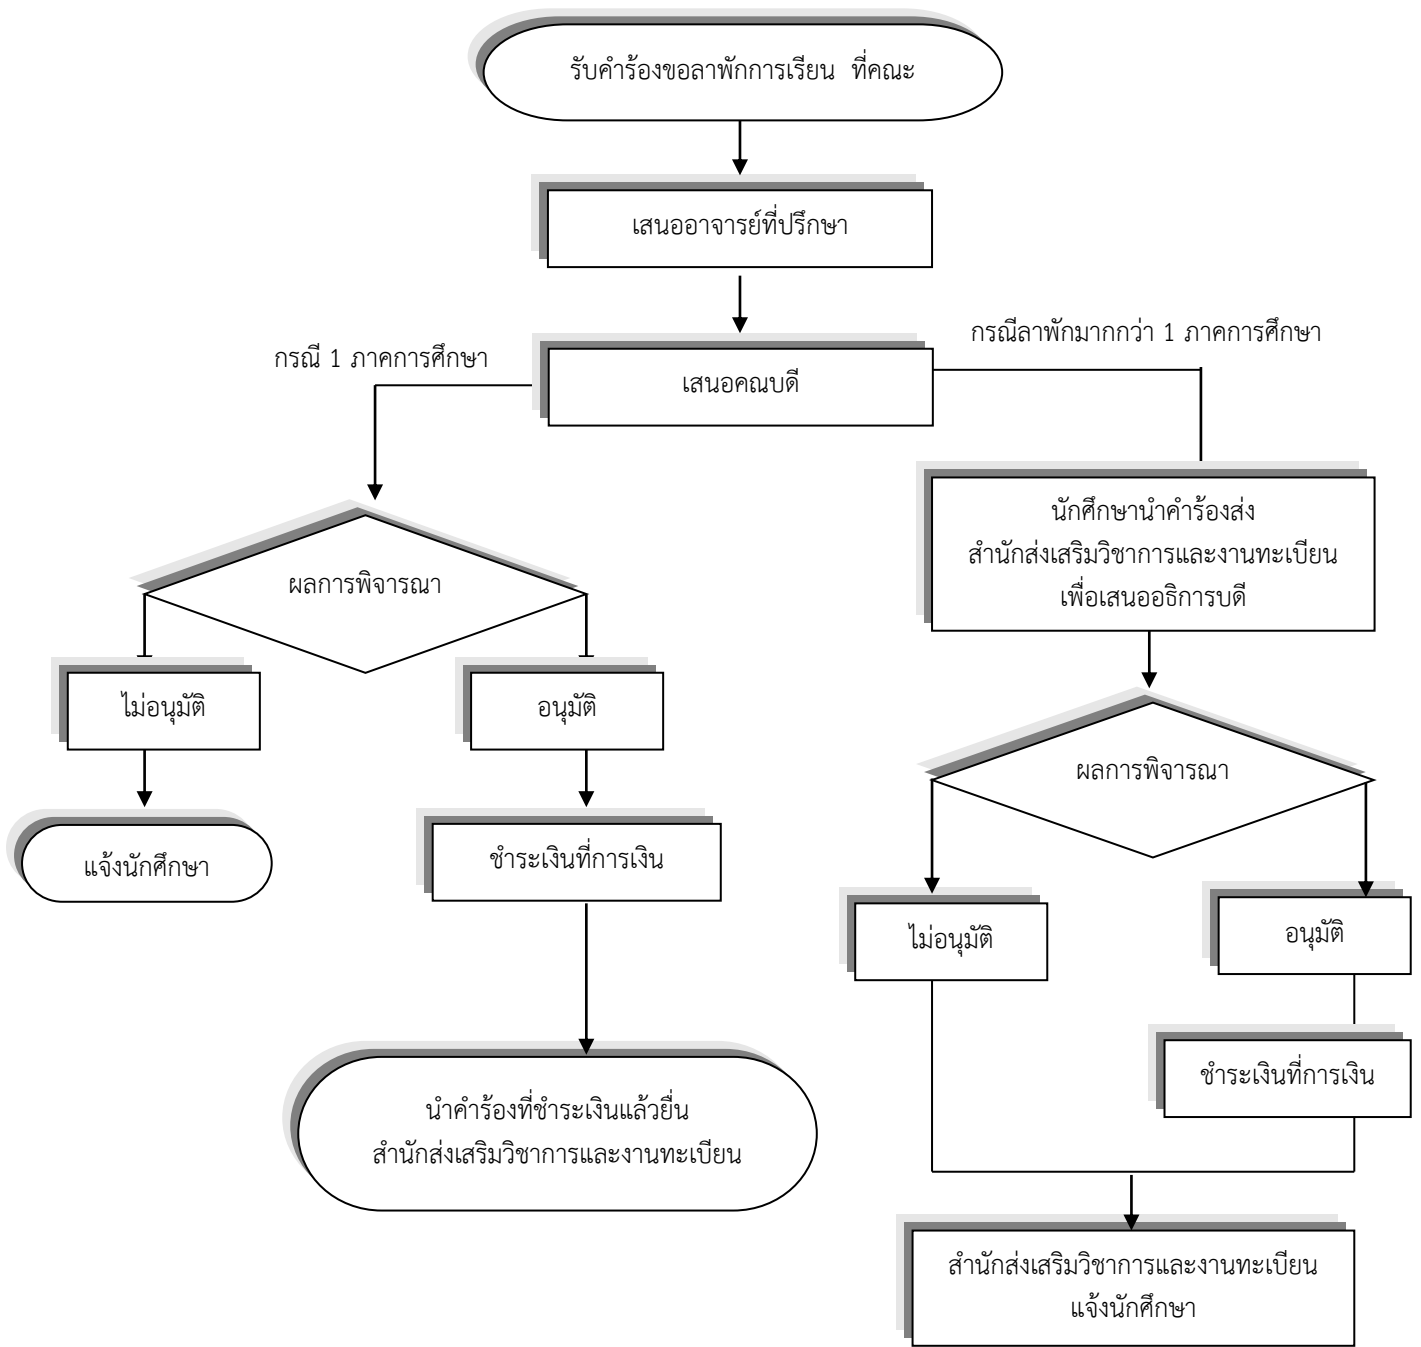 รับคำร้องขอลาพักการเรียน ที่คณะ
เสนออาจารย์ที่ปรึกษา
กรณี 1 ภาคการศึกษา
กรณีลาพักมากกว่า 1 ภาคการศึกษา
เสนอคณบดี
นักศึกษานำคำร้องส่ง
สำนักส่งเสริมวิชาการและงานทะเบียน
เพื่อเสนออธิการบดี
ผลการพิจารณา
ไม่อนุมัติ
อนุมัติ
แจ้งนักศึกษา
ชำระเงินที่การเงิน
นำคำร้องที่ชำระเงินแล้วยื่น
สำนักส่งเสริมวิชาการและงานทะเบียน
ผลการพิจารณา
ไม่อนุมัติ
อนุมัติ
ชำระเงินที่การเงิน
สำนักส่งเสริมวิชาการและงานทะเบียน
แจ้งนักศึกษา